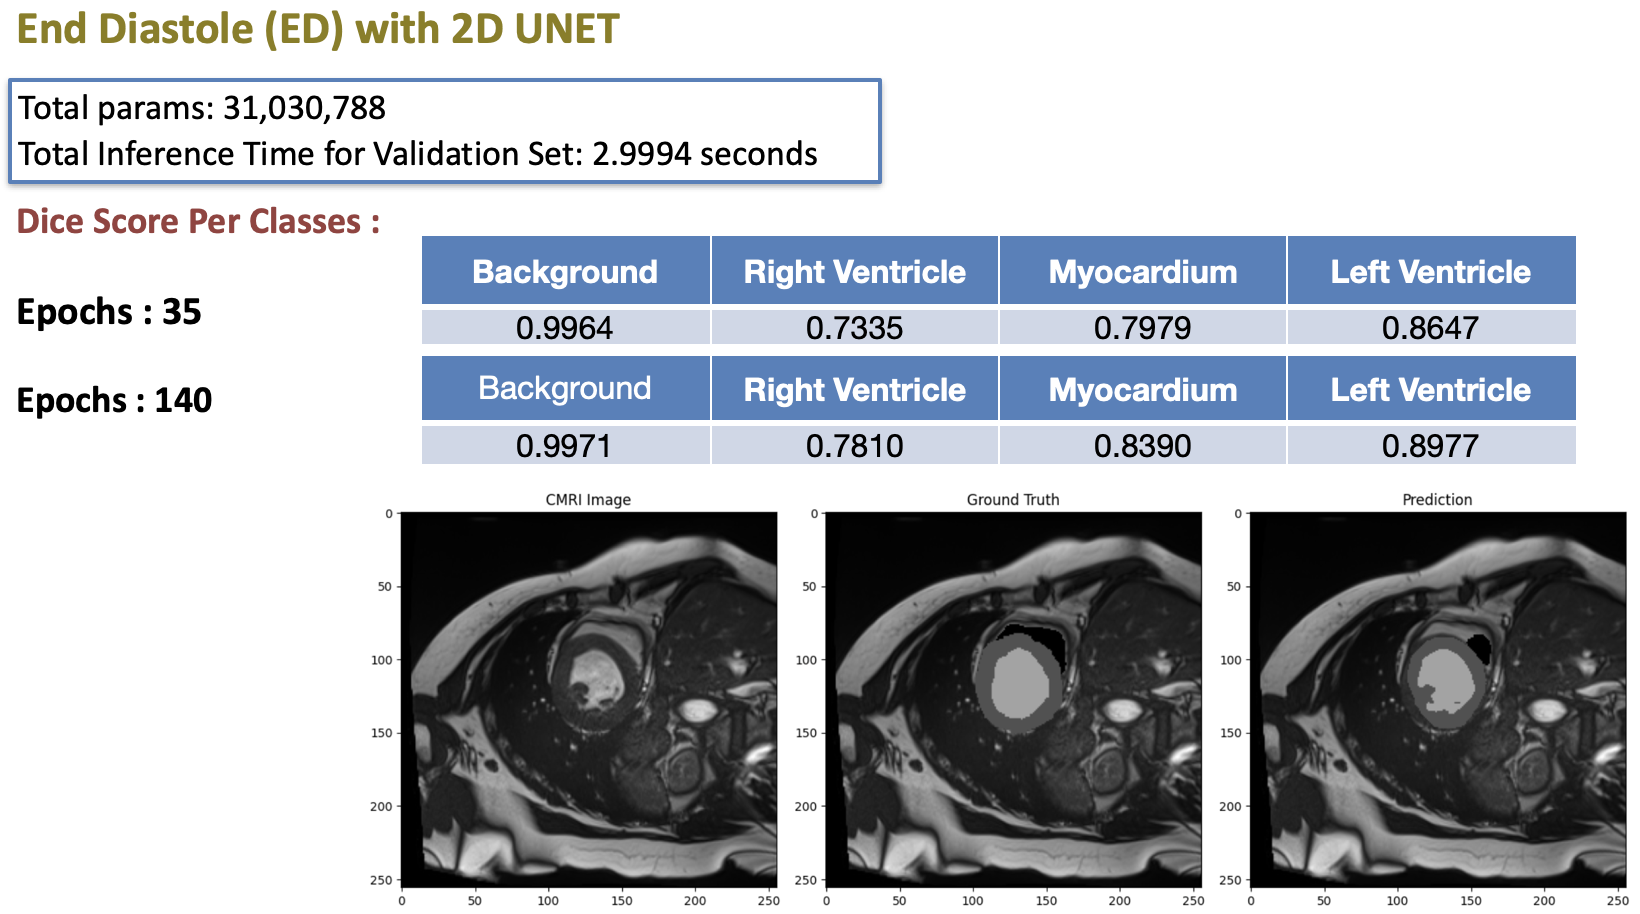 End Diastole (ED) with 2D UNET
Total params: 31,030,788
Total Inference Time for Validation Set: 2.9994 seconds
Dice Score Per Classes :
Epochs : 35
Background Right Ventricle Myocardium Left Ventricle
0.9964 0.7335 0.7979 0.8647
Epochs : 140
Background Right Ventricle Myocardium Left Ventricle
0.9971 0.7810 0.8390 0.8977
CMRI Image
0
50
100
150
200
250
0 50 100 150 200 250
Ground Truth
0
50
100
150
200
250
0 50 100 150 200 250
Prediction
0
50
100
150
200
250
0 50 100 150 200 250